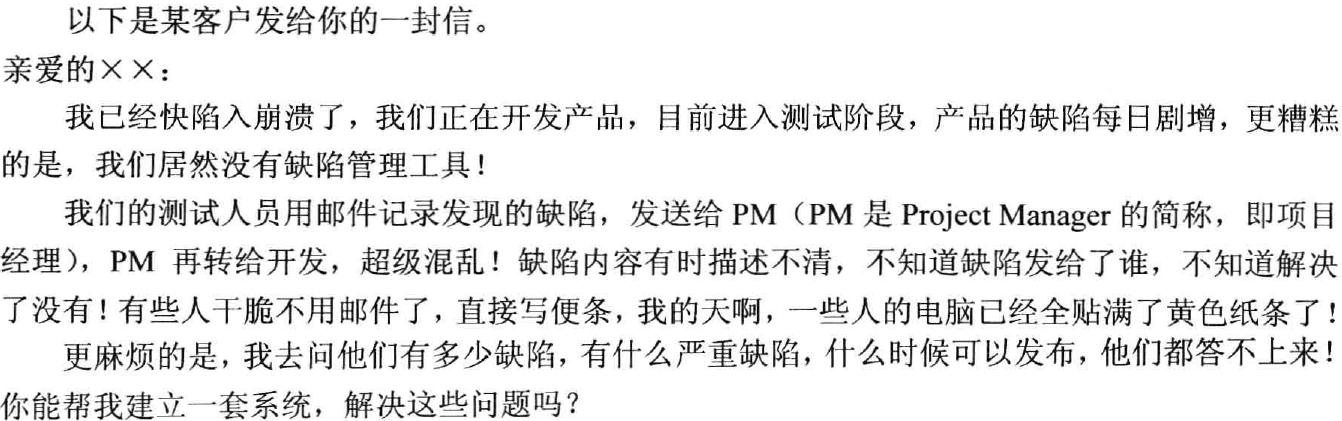 以下是某客户发给你的一封信。
亲爱的××：
我已经快陷入崩溃了，我们正在开发产品，目前进入测试阶段，产品的缺陷每日剧增，更糟糕
的是，我们居然没有缺陷管理工具！
我们的测试人员用邮件记录发现的缺陷，发送给 PM（PM 是 Project Manager 的简称，即项目
经理），PM 再转给开发，超级混乱！缺陷内容有时描述不清，不知道缺陷发给了谁，不知道解决
了没有！有些人干脆不用邮件了，直接写便条，我的天啊，一些人的电脑已经全贴满了黄色纸条了！
更麻烦的是，我去问他们有多少缺陷，有什么严重缺陷，什么时候可以发布，他们都答不上来！
你能帮我建立一套系统，解决这些问题吗？